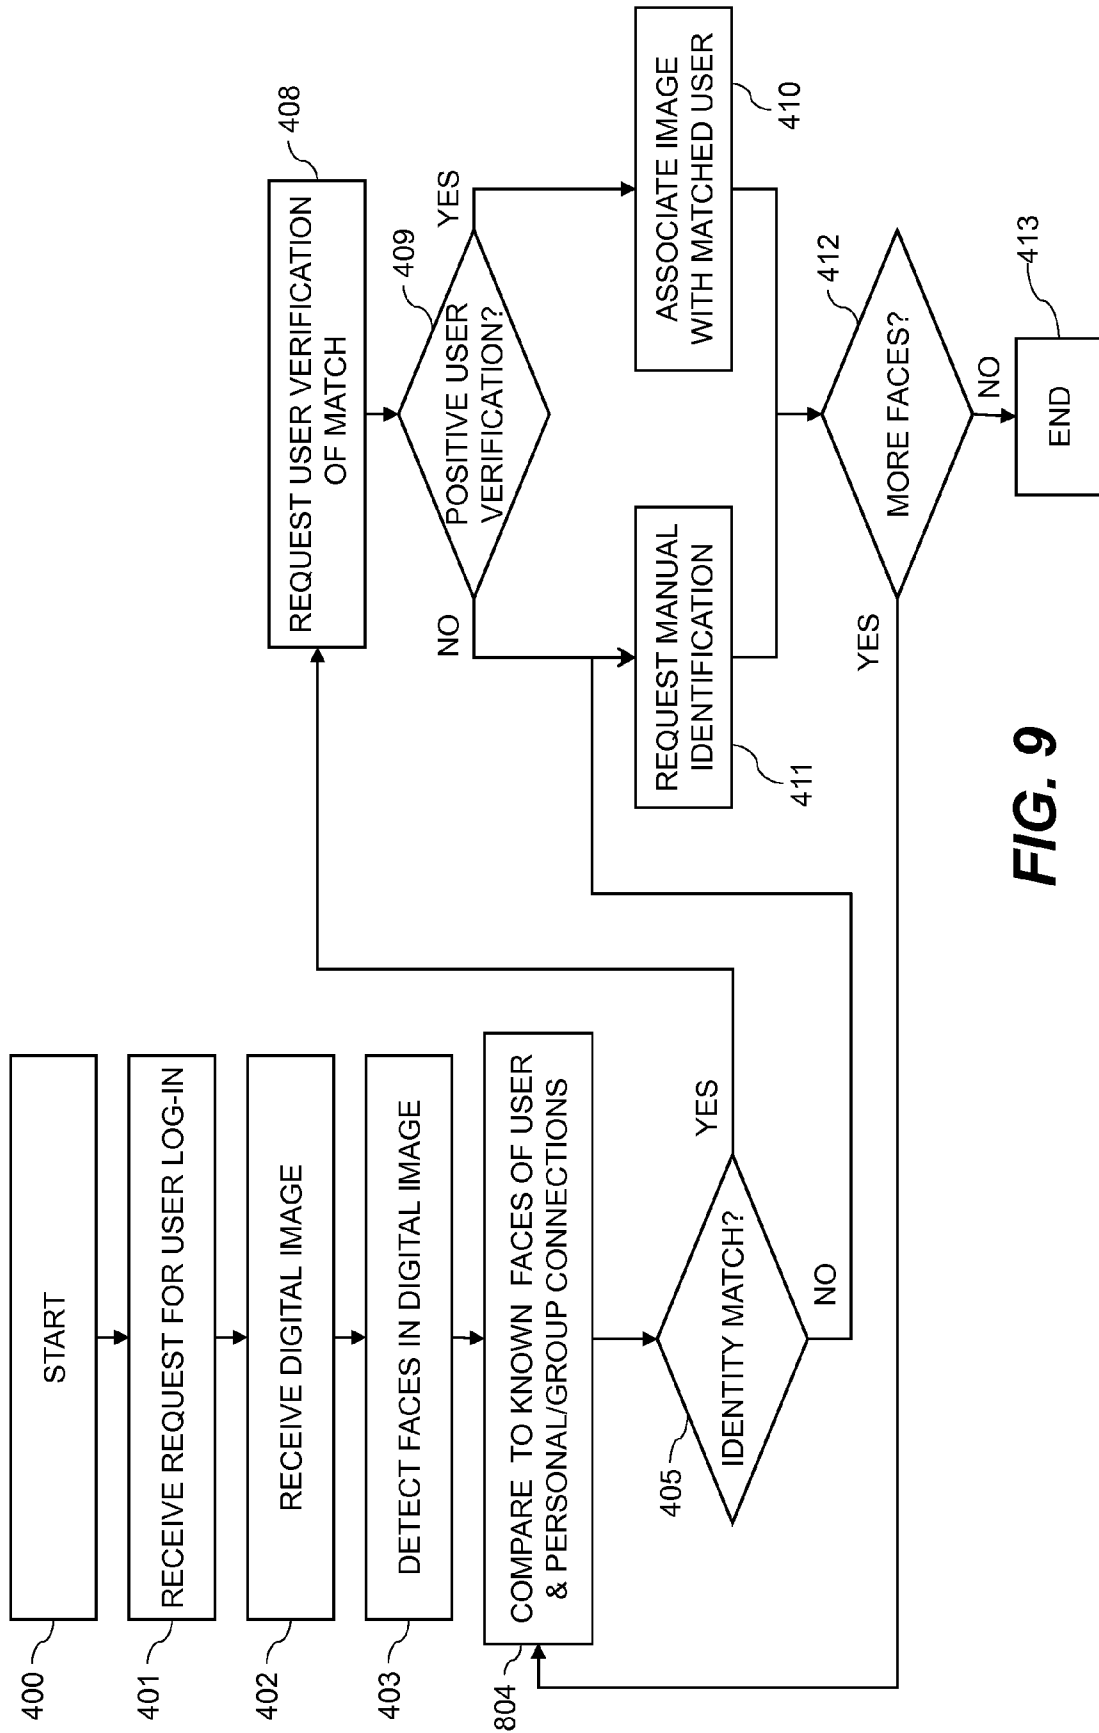 400
START
401
RECEIVE REQUEST FOR USER LOG-IN
402
RECEIVE DIGITAL IMAGE
403
DETECT FACES IN DIGITAL IMAGE
804
COMPARE TO KNOWN FACES OF USER
& PERSONAL/GROUP CONNECTIONS
405
IDENTITY MATCH?
YES
NO
408
REQUEST USER VERIFICATION
OF MATCH
409
POSITIVE USER
VERIFICATION?
NO
YES
REQUEST MANUAL
IDENTIFICATION
411
ASSOCIATE IMAGE
WITH MATCHED USER
410
412
MORE FACES?
YES
NO
413
END
FIG. 9